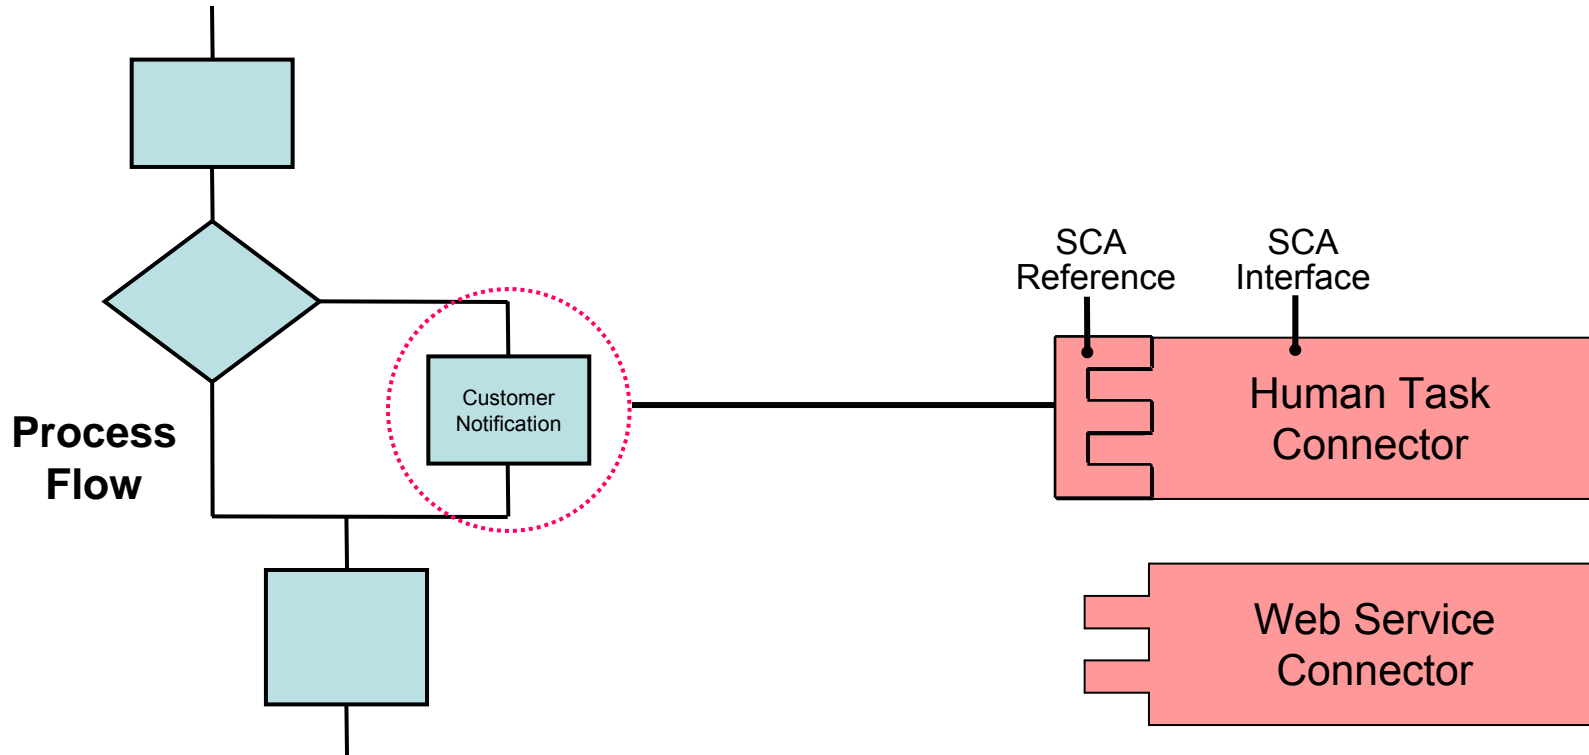 SCA
Reference
SCA
Interface
Customer
Notification
Process
Flow
Human Task
Connector
Web Service
Connector